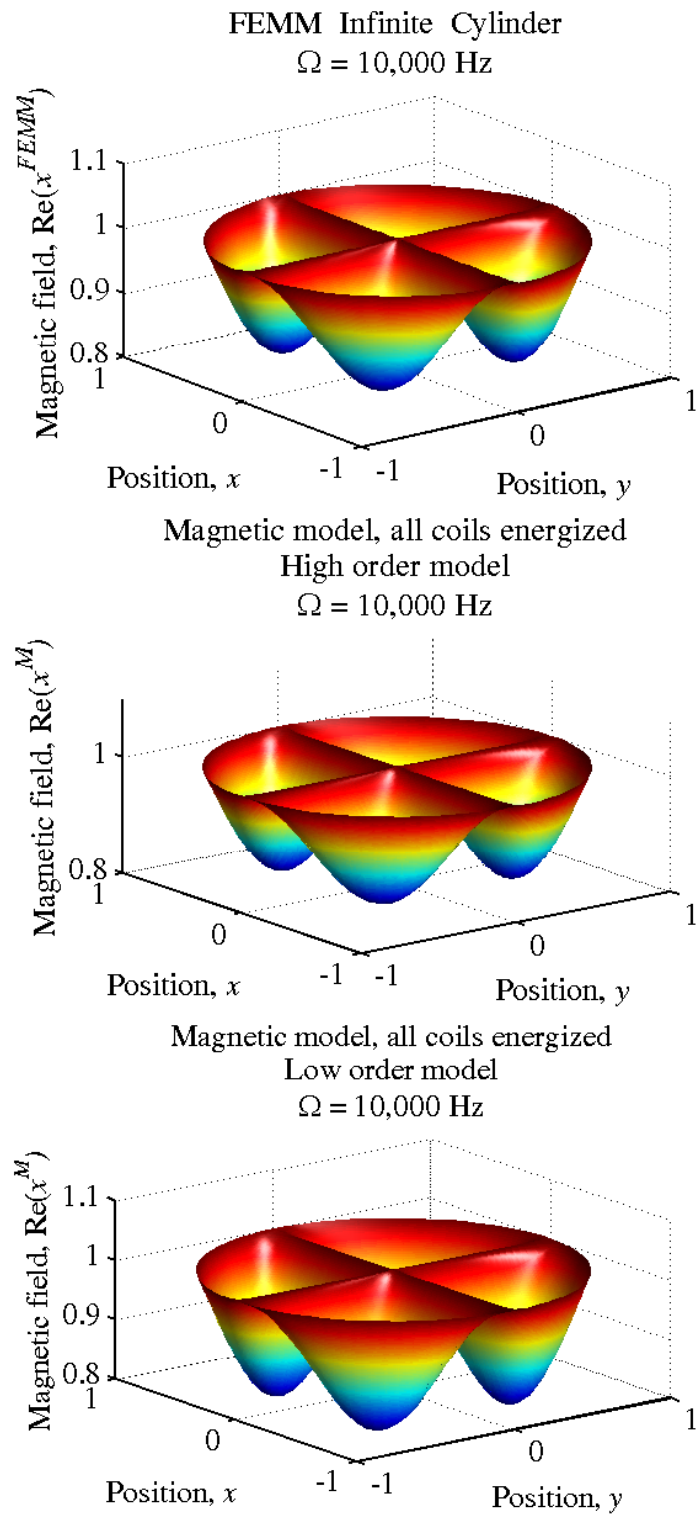 FEMM Infinite Cylinder
Ω = 10,000 Hz
Magnetic field, Re(x^FEMM)
1.1
1
0.9
0.8
1
0
-1
Position, x
-1
0
1
Position, y
Magnetic model, all coils energized
High order model
Ω = 10,000 Hz
Magnetic field, Re(x^M)
1
0.8
1
0
-1
Position, x
-1
0
1
Position, y
Magnetic model, all coils energized
Low order model
Ω = 10,000 Hz
Magnetic field, Re(x^M)
1.1
1
0.9
0.8
1
0
-1
Position, x
-1
0
1
Position, y